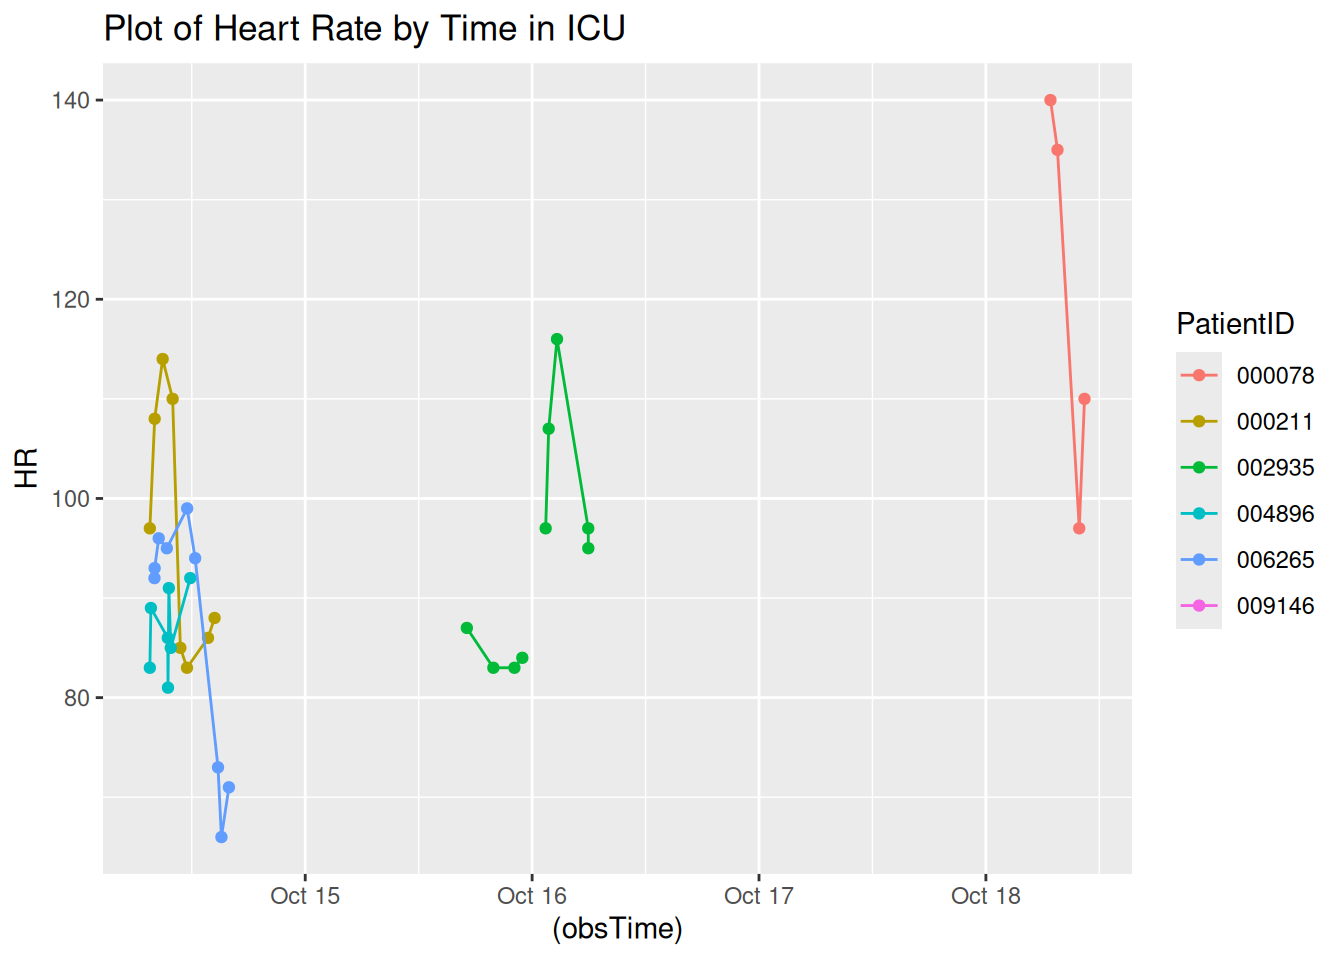 Plot of Heart Rate by Time in ICU
140
120
100
80
HR
Oct 15 Oct 16 Oct 17 Oct 18
(obsTime)
PatientID
000078
000211
002935
004896
006265
009146